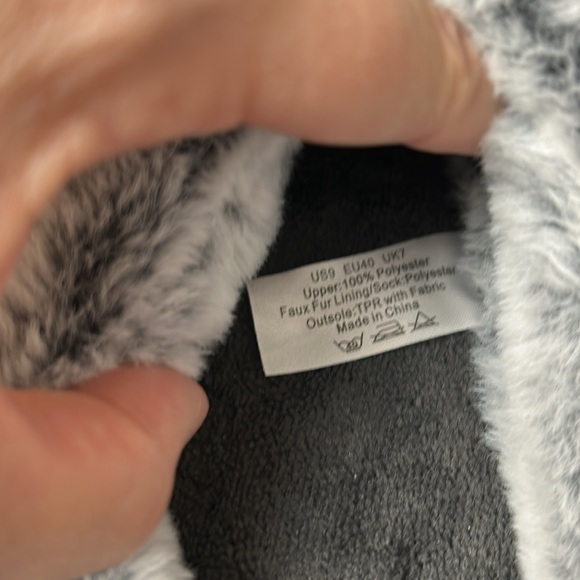 US9 EU40 UK7
Upper:100% Polyester
Faux Fur Lining/Sock:Polyester
Outsole:TPR with Fabric
Made in China